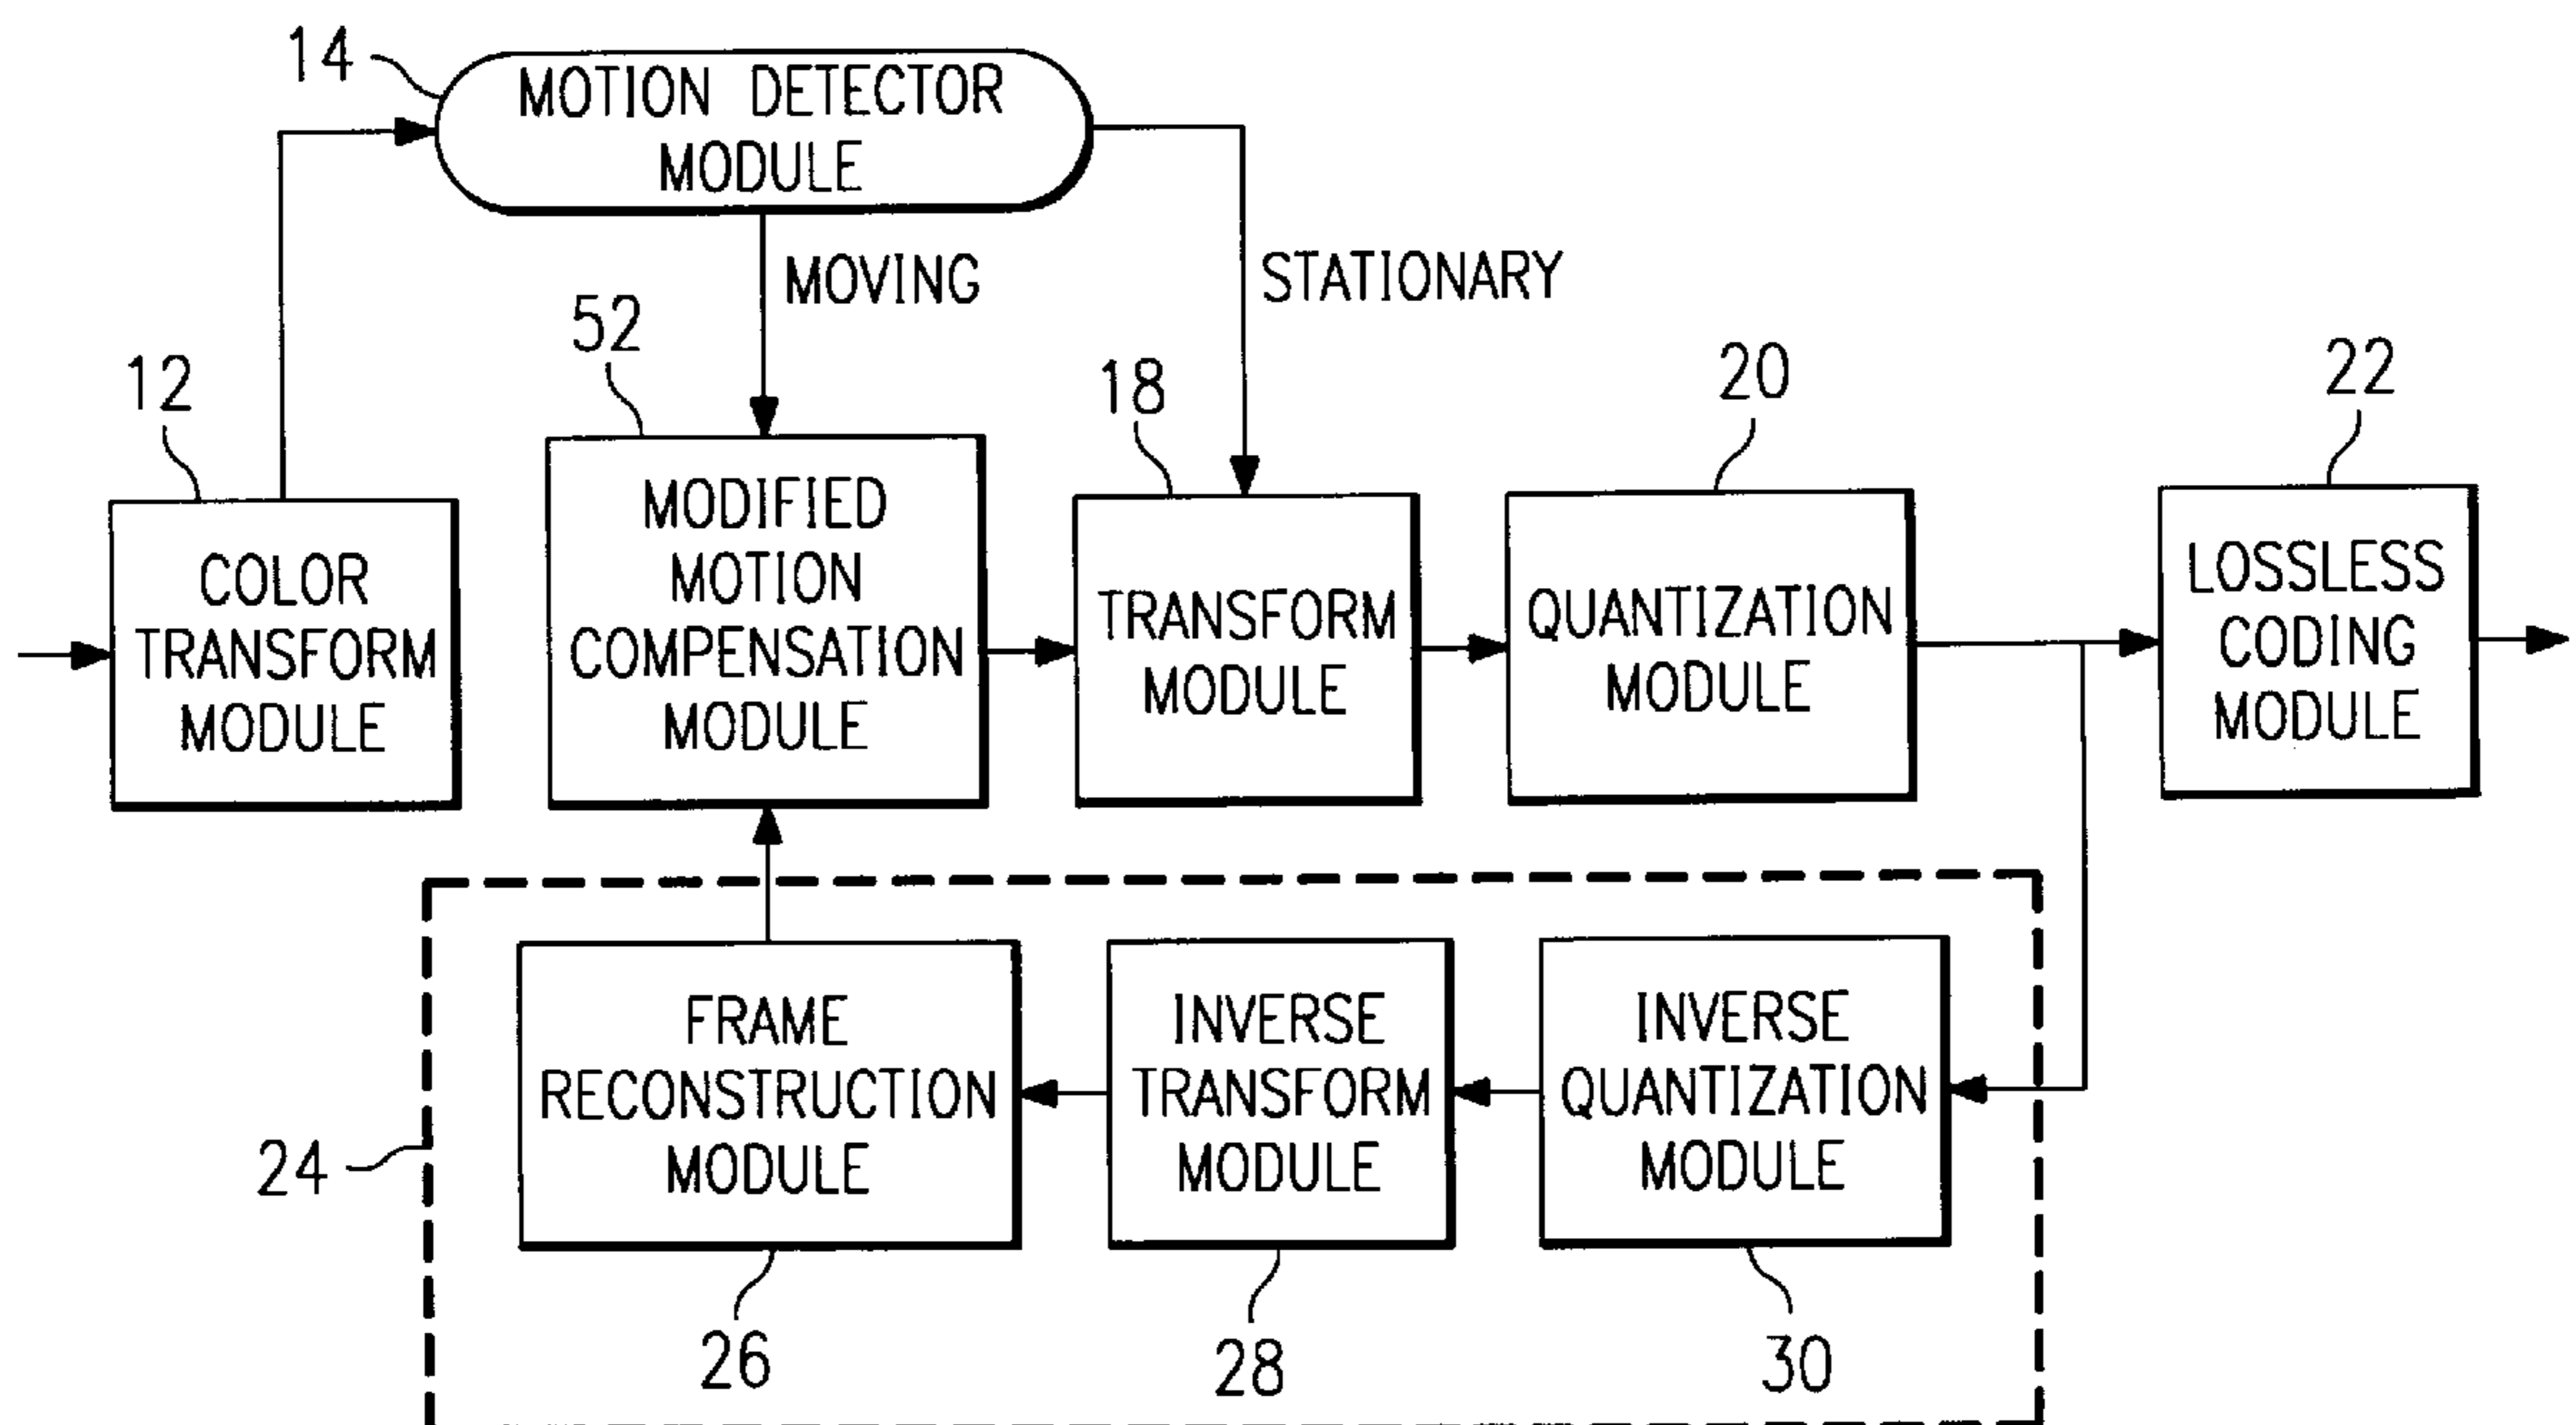 14
MOTION DETECTOR
MODULE
MOVING
STATIONARY
12
52
18
20
22
COLOR
TRANSFORM
MODULE
MODIFIED
MOTION
COMPENSATION
MODULE
TRANSFORM
MODULE
QUANTIZATION
MODULE
LOSSLESS
CODING
MODULE
24
FRAME
RECONSTRUCTION
MODULE
INVERSE
TRANSFORM
MODULE
INVERSE
QUANTIZATION
MODULE
26
28
30